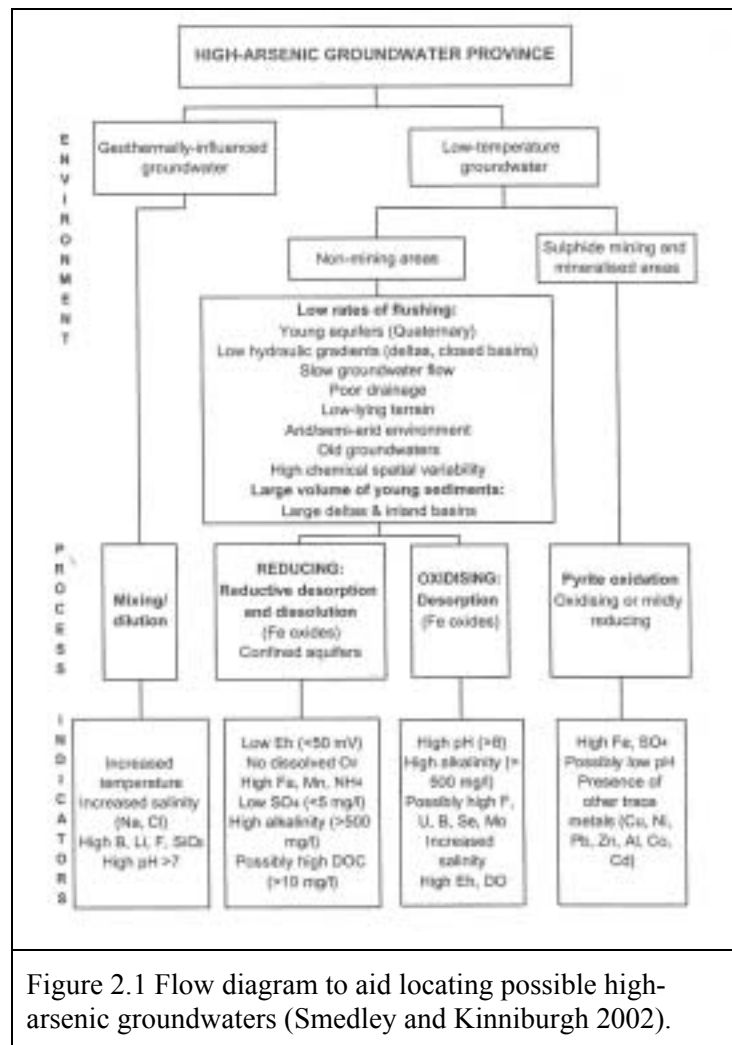 HIGH-ARSENIC GROUNDWATER PROVINCE
ENVIRONMENT
Geothermally-influenced
groundwater
Low-temperature
groundwater
Non-mining areas
Sulphide mining and
mineralised areas
Low rates of flushing:
Young aquifers (Quaternary)
Low hydraulic gradients (deltas, closed basins)
Slow groundwater flow
Poor drainage
Low-lying terrain
Arid/semi-arid environment
Old groundwaters
High chemical spatial variability
Large volume of young sediments:
Large deltas & inland basins
PROCESS
Mixing/
dilution
REDUCING:
Reductive desorption
and dissolution
(Fe oxides)
Confined aquifers
OXIDISING:
Desorption
(Fe oxides)
Pyrite oxidation
Oxidising or mildly
reducing
INDICATORS
Increased
temperature
Increased salinity
(Na, Cl)
High B, Li, F, SiO₂
High pH >7
Low Eh (<50 mV)
No dissolved O₂
High Fe, Mn, NH₄
Low SO₄ (<5 mg/l)
High alkalinity (>500
mg/l)
Possibly high DOC
(>10 mg/l)
High pH (>8)
High alkalinity (>
500 mg/l)
Possibly high F,
U, B, Se, Mo
Increased
salinity
High Eh, DO
High Fe, SO₄
Possibly low pH
Presence of
other trace
metals (Cu, Ni,
Pb, Zn, Al, Co,
Cd)
Figure 2.1 Flow diagram to aid locating possible high-
arsenic groundwaters (Smedley and Kinniburgh 2002).